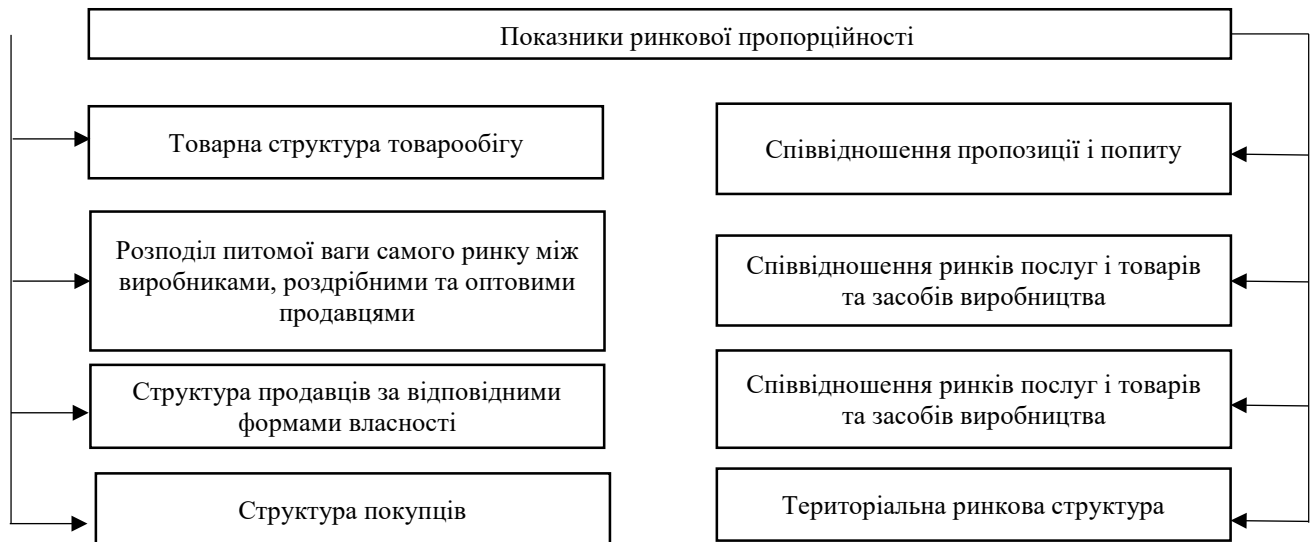 Показники ринкової пропорційності
Товарна структура товарообігу
Співвідношення пропозиції і попиту
Розподіл питомої ваги самого ринку між
виробниками, роздрібними та оптовими
продавцями
Співвідношення ринків послуг і товарів
та засобів виробництва
Структура продавців за відповідними
формами власності
Співвідношення ринків послуг і товарів
та засобів виробництва
Структура покупців
Територіальна ринкова структура